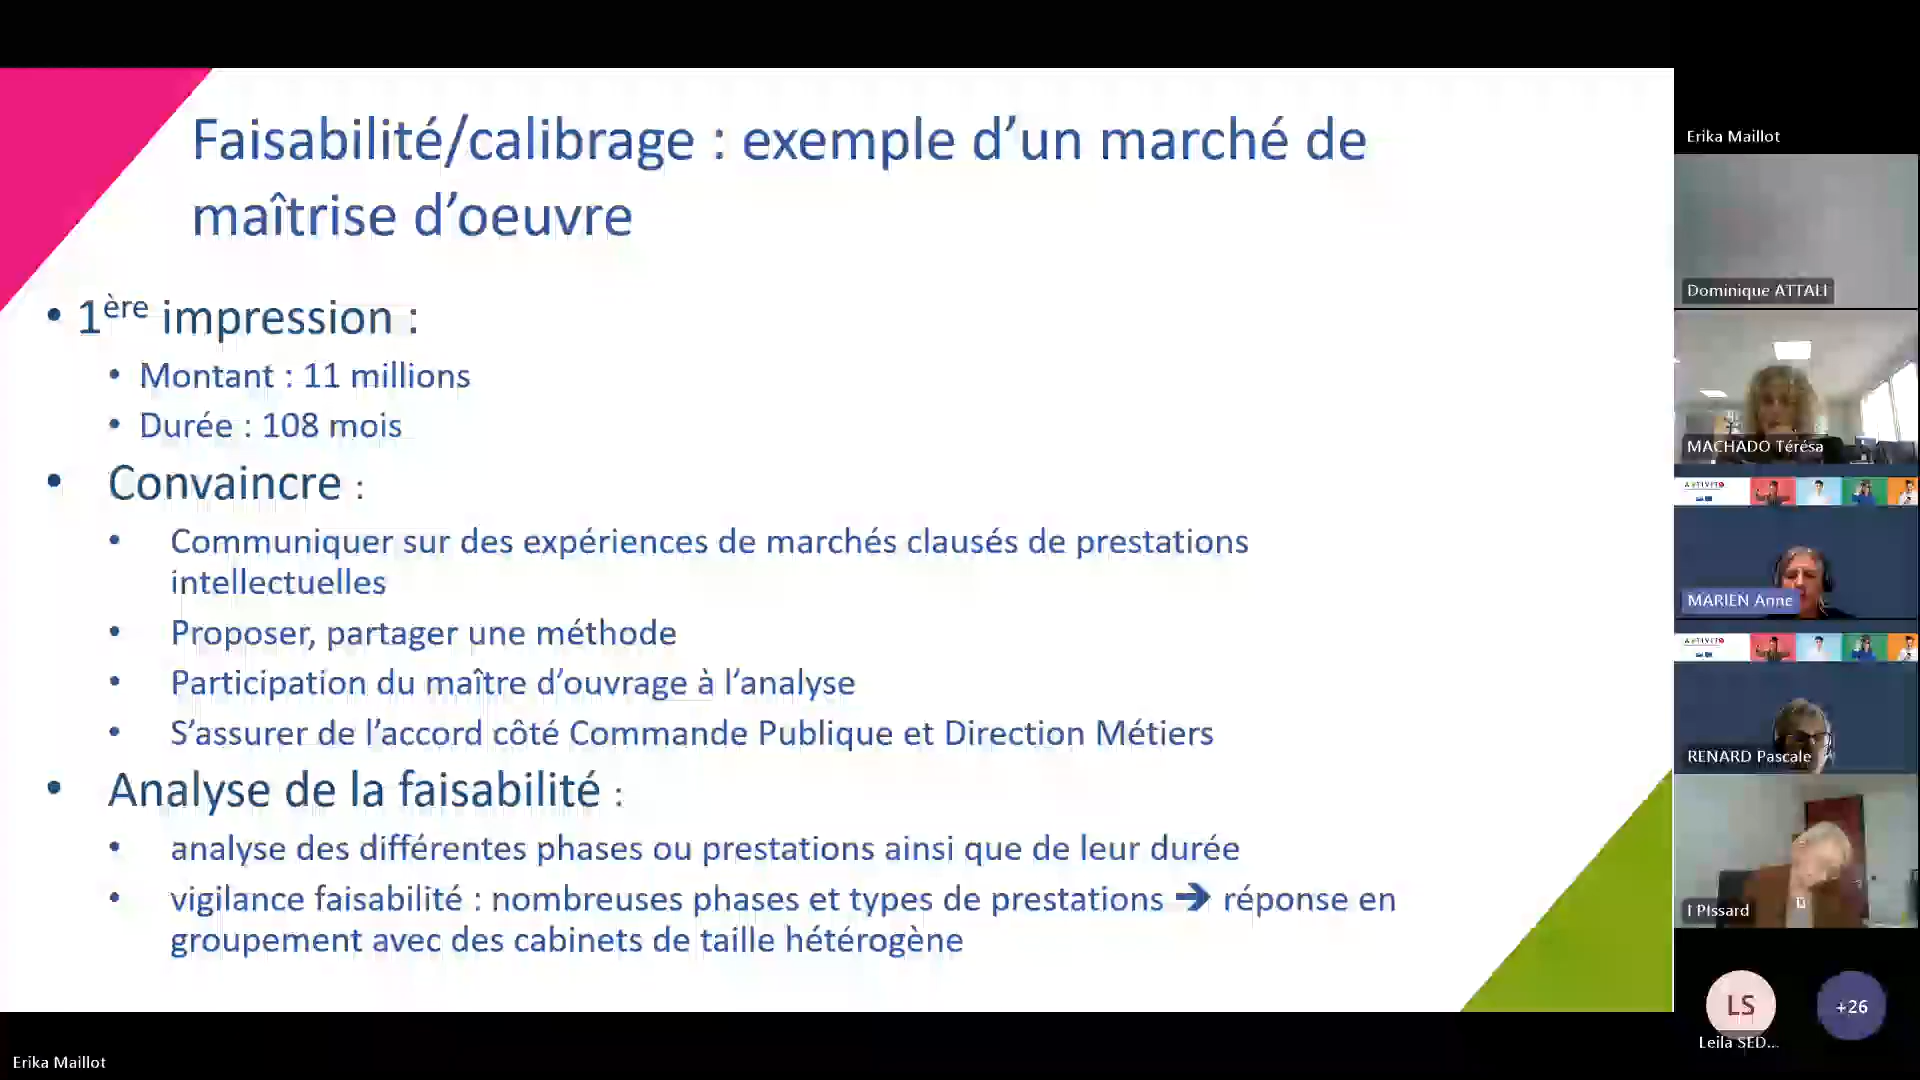 Faisabilité/calibrage : exemple d'un marché de
maîtrise d'oeuvre
• 1ère impression :
• Montant : 11 millions
• Durée : 108 mois
• Convaincre :
• Communiquer sur des expériences de marchés clausés de prestations
intellectuelles
• Proposer, partager une méthode
• Participation du maître d'ouvrage à l'analyse
• S'assurer de l'accord côté Commande Publique et Direction Métiers
• Analyse de la faisabilité :
• analyse des différentes phases ou prestations ainsi que de leur durée
• vigilance faisabilité : nombreuses phases et types de prestations ➔ réponse en
groupement avec des cabinets de taille hétérogène
Erika Maillot
Dominique ATTALI
MACHADO Térésa
MARIEN Anne
RENARD Pascale
I PIssard
LS
+26
Leila SED...
Erika Maillot